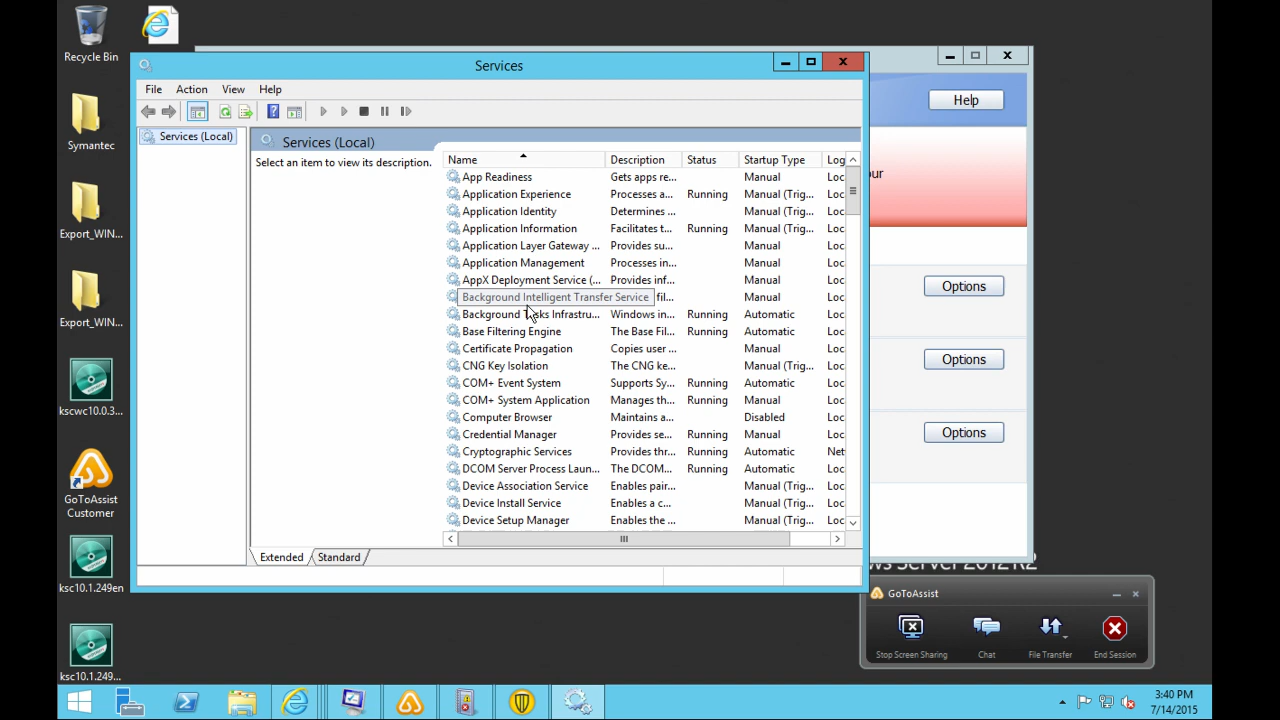 Recycle Bin
Symantec
Export_WIN...
Export_WIN...
kscwc10.0.3...
GoToAssist
Customer
ksc10.1.249en
ksc10.1.249...
Services
File Action View Help
Services (Local)
Services (Local)
Select an item to view its description.
Name Description Status Startup Type Log
App Readiness Gets apps re... Manual Loc
Application Experience Processes a... Running Manual (Trig... Loc
Application Identity Determines ... Manual (Trig... Loc
Application Information Facilitates t... Running Manual (Trig... Loc
Application Layer Gateway ... Provides su... Manual Loc
Application Management Processes in... Manual Loc
AppX Deployment Service (... Provides inf... Manual Loc
Background Intelligent Transfer Service fil... Manual Loc
Background Tasks Infrastru... Windows in... Running Automatic Loc
Base Filtering Engine The Base Fil... Running Automatic Loc
Certificate Propagation Copies user ... Manual Loc
CNG Key Isolation The CNG ke... Manual (Trig... Loc
COM+ Event System Supports Sy... Running Automatic Loc
COM+ System Application Manages th... Running Manual Loc
Computer Browser Maintains a... Disabled Loc
Credential Manager Provides se... Running Manual Loc
Cryptographic Services Provides thr... Running Automatic Net
DCOM Server Process Laun... The DCOM... Running Automatic Loc
Device Association Service Enables pair... Manual (Trig... Loc
Device Install Service Enables a c... Manual (Trig... Loc
Device Setup Manager Enables the ... Manual (Trig... Loc
Extended Standard
Help
our
Options
Options
Options
ws Server 2012 R2
GoToAssist
Stop Screen Sharing Chat File Transfer End Session
3:40 PM
7/14/2015